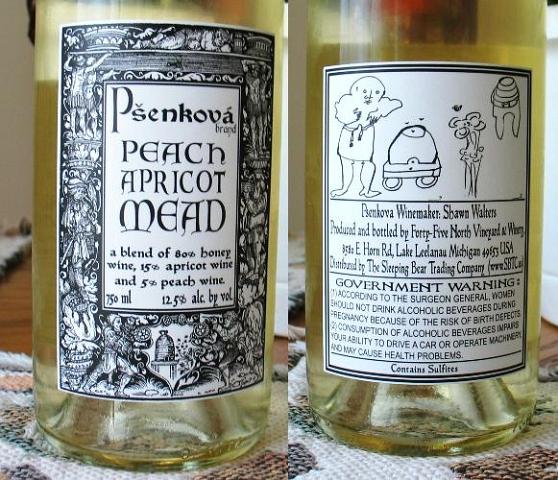 Pšenková
brand
PEACH
APRICOT
MEAD
a blend of 80% honey
wine, 15% apricot wine
and 5% peach wine.
750 ml 12.5% alc. by vol.
Pšenkova Winemaker: Shawn Walters
Produced and bottled by Forty-Five North Vineyard & Winery,
8580 E. Horn Rd, Lake Leelanau Michigan 49653 USA
Distributed by The Sleeping Bear Trading Company (www.SBTC.us)
GOVERNMENT WARNING:
(1) ACCORDING TO THE SURGEON GENERAL, WOMEN
SHOULD NOT DRINK ALCOHOLIC BEVERAGES DURING
PREGNANCY BECAUSE OF THE RISK OF BIRTH DEFECTS.
(2) CONSUMPTION OF ALCOHOLIC BEVERAGES IMPAIRS
YOUR ABILITY TO DRIVE A CAR OR OPERATE MACHINERY,
AND MAY CAUSE HEALTH PROBLEMS.
Contains Sulfites